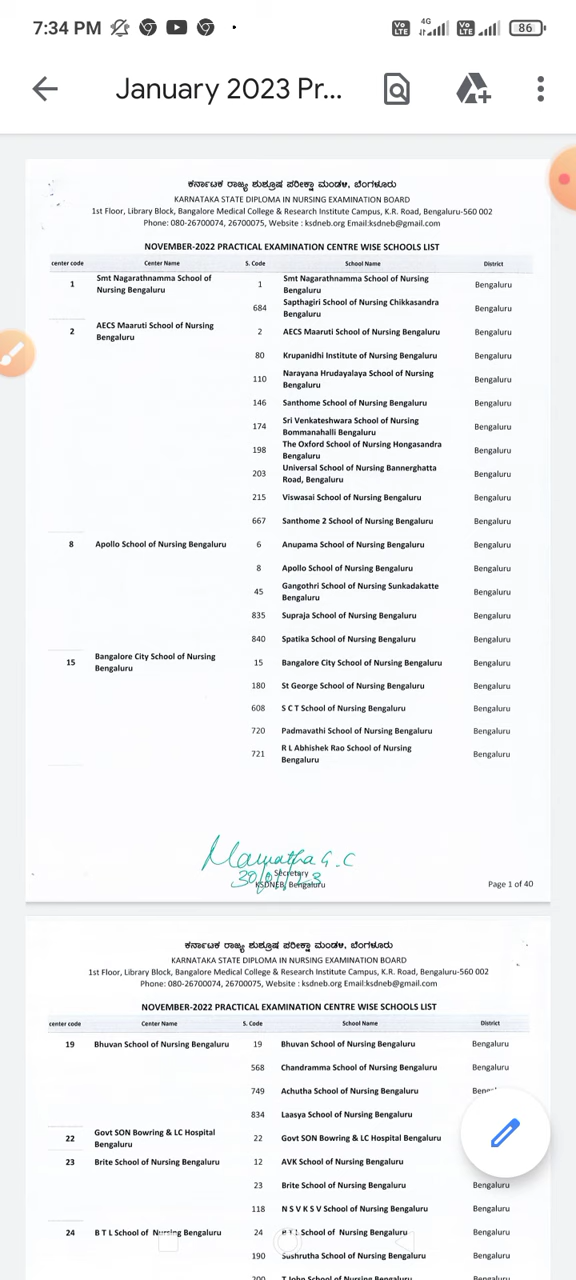 7:34 PM
4G
86
January 2023 Pr...
ಕರ್ನಾಟಕ ರಾಜ್ಯ ಶುಶ್ರೂಷ ಪರೀಕ್ಷಾ ಮಂಡಳಿ, ಬೆಂಗಳೂರು
KARNATAKA STATE DIPLOMA IN NURSING EXAMINATION BOARD
1st Floor, Library Block, Bangalore Medical College & Research Institute Campus, K.R. Road, Bengaluru-560 002
Phone: 080-26700074, 26700075, Website : ksdneb.org Email:ksdneb@gmail.com
NOVEMBER-2022 PRACTICAL EXAMINATION CENTRE WISE SCHOOLS LIST
center code Center Name S. Code School Name District
1 Smt Nagarathnamma School of Nursing Bengaluru 1 Smt Nagarathnamma School of Nursing Bengaluru Bengaluru
684 Sapthagiri School of Nursing Chikkasandra Bengaluru Bengaluru
2 AECS Maaruti School of Nursing Bengaluru 2 AECS Maaruti School of Nursing Bengaluru Bengaluru
80 Krupanidhi Institute of Nursing Bengaluru Bengaluru
110 Narayana Hrudayalaya School of Nursing Bengaluru Bengaluru
146 Santhome School of Nursing Bengaluru Bengaluru
174 Sri Venkateshwara School of Nursing Bommanahalli Bengaluru Bengaluru
198 The Oxford School of Nursing Hongasandra Bengaluru Bengaluru
203 Universal School of Nursing Bannerghatta Road, Bengaluru Bengaluru
215 Viswasai School of Nursing Bengaluru Bengaluru
667 Santhome 2 School of Nursing Bengaluru Bengaluru
8 Apollo School of Nursing Bengaluru 6 Anupama School of Nursing Bengaluru Bengaluru
8 Apollo School of Nursing Bengaluru Bengaluru
45 Gangothri School of Nursing Sunkadakatte Bengaluru Bengaluru
835 Supraja School of Nursing Bengaluru Bengaluru
840 Spatika School of Nursing Bengaluru Bengaluru
15 Bangalore City School of Nursing Bengaluru 15 Bangalore City School of Nursing Bengaluru Bengaluru
180 St George School of Nursing Bengaluru Bengaluru
608 S C T School of Nursing Bengaluru Bengaluru
720 Padmavathi School of Nursing Bengaluru Bengaluru
721 R L Abhishek Rao School of Nursing Bengaluru Bengaluru
Mamatha G. C
Secretary
KSDNEB, Bengaluru
Page 1 of 40
ಕರ್ನಾಟಕ ರಾಜ್ಯ ಶುಶ್ರೂಷ ಪರೀಕ್ಷಾ ಮಂಡಳಿ, ಬೆಂಗಳೂರು
KARNATAKA STATE DIPLOMA IN NURSING EXAMINATION BOARD
1st Floor, Library Block, Bangalore Medical College & Research Institute Campus, K.R. Road, Bengaluru-560 002
Phone: 080-26700074, 26700075, Website : ksdneb.org Email:ksdneb@gmail.com
NOVEMBER-2022 PRACTICAL EXAMINATION CENTRE WISE SCHOOLS LIST
center code Center Name S. Code School Name District
19 Bhuvan School of Nursing Bengaluru 19 Bhuvan School of Nursing Bengaluru Bengaluru
568 Chandramma School of Nursing Bengaluru Bengaluru
749 Achutha School of Nursing Bengaluru
834 Laasya School of Nursing Bengaluru
22 Govt SON Bowring & LC Hospital Bengaluru 22 Govt SON Bowring & LC Hospital Bengaluru
23 Brite School of Nursing Bengaluru 12 AVK School of Nursing Bengaluru
23 Brite School of Nursing Bengaluru Bengaluru
118 N S V K S V School of Nursing Bengaluru Bengaluru
24 B T L School of Nursing Bengaluru 24 School of Nursing Bengaluru Bengaluru
190 Sushrutha School of Nursing Bengaluru Bengaluru